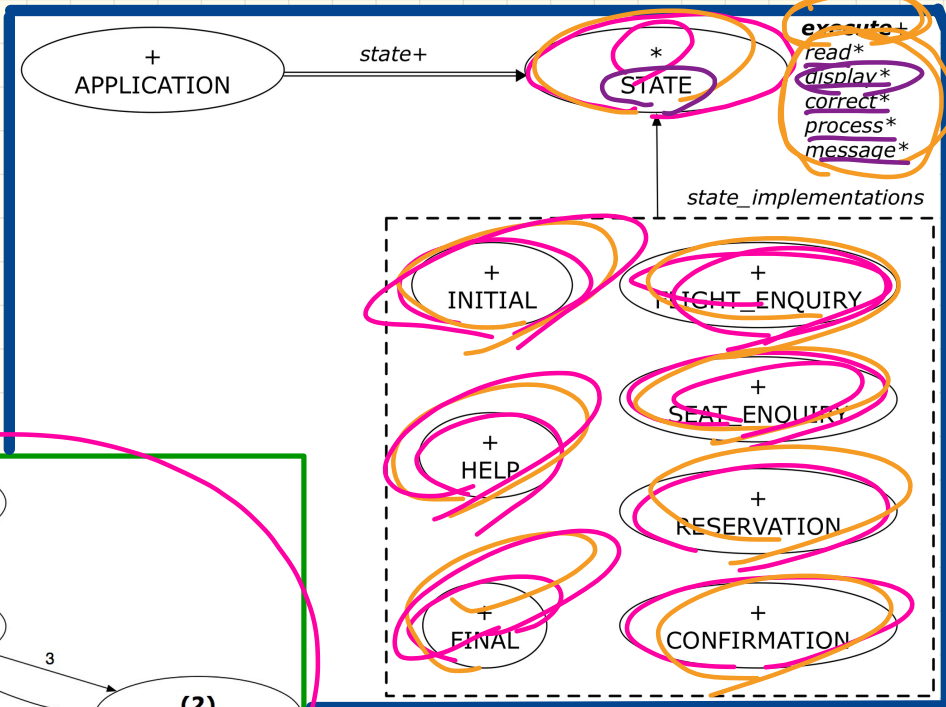 +
APPLICATION
state+
*
STATE
execute+
read*
display*
correct*
process*
message*
state_implementations
+
INITIAL
+
FLIGHT_ENQUIRY
+
SEAT_ENQUIRY
+
HELP
+
RESERVATION
+
FINAL
+
CONFIRMATION
3
(2)